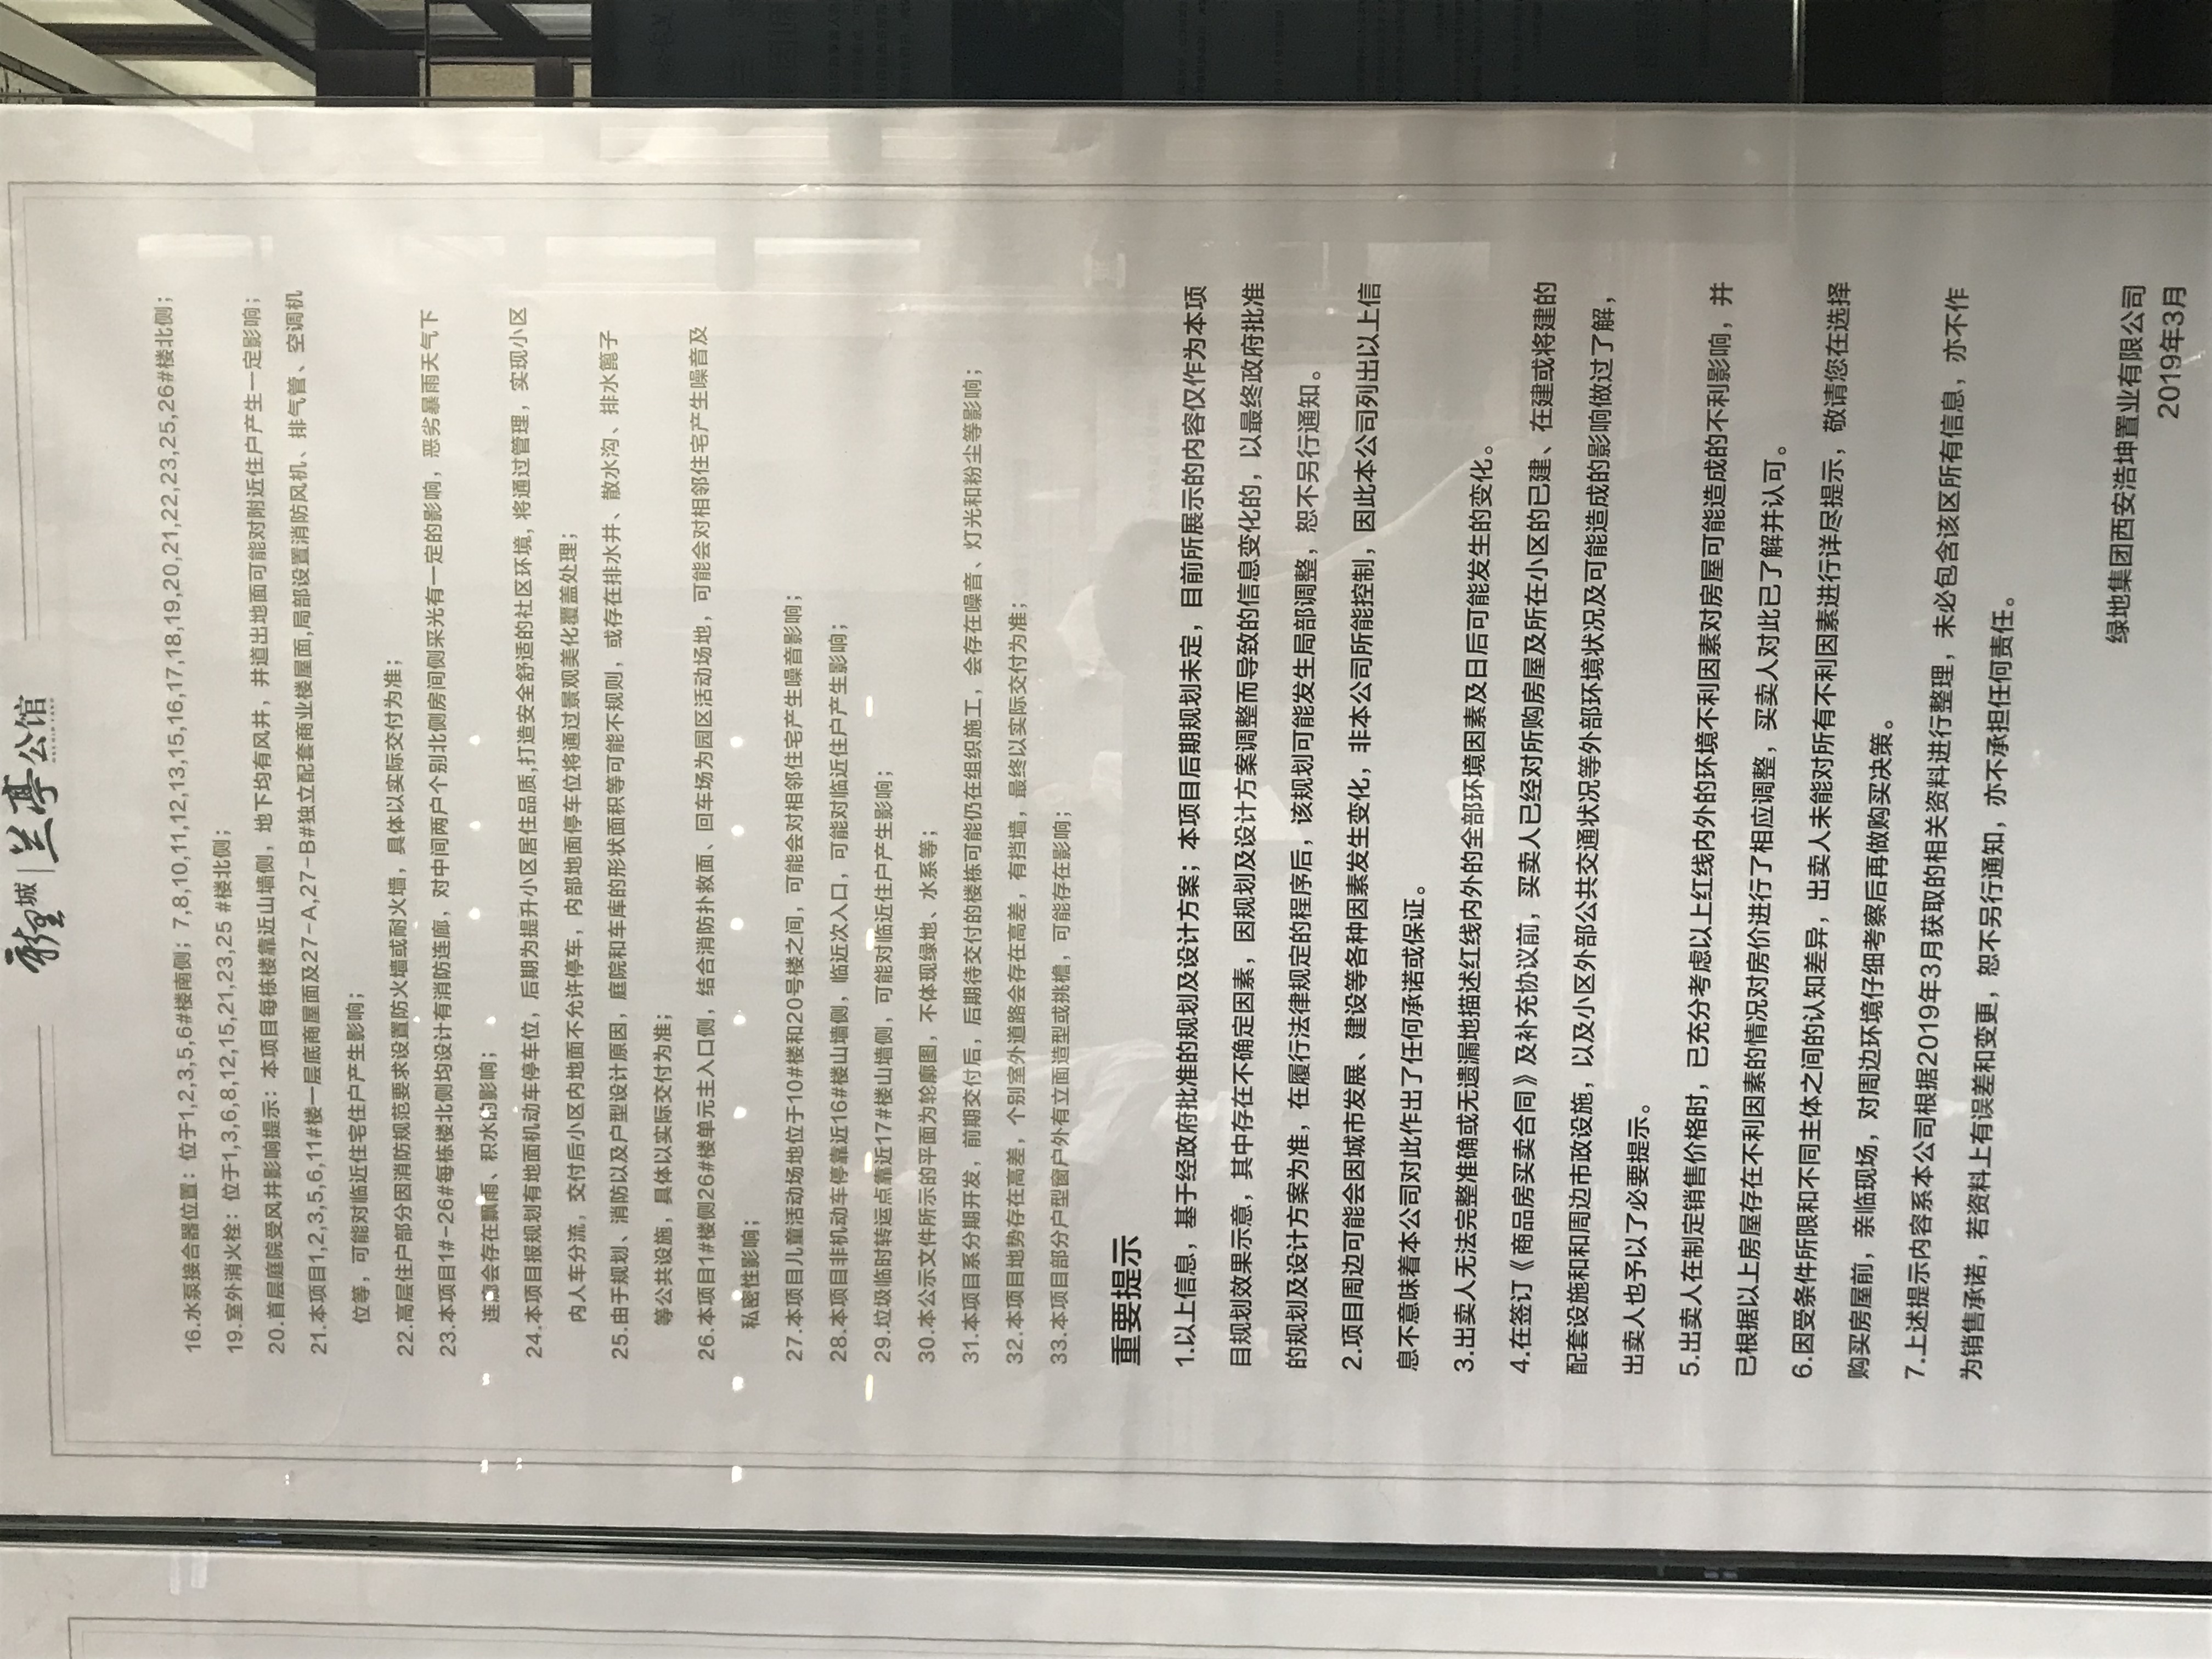 新里城 | 兰亭公馆
16.水泵接合器位置：位于1,2,3,5,6#楼南侧；7,8,10,11,12,13,15,16,17,18,19,20,21,22,23,25,26#楼北侧；
19.室外消火栓：位于1,3,6,8,12,15,21,23,25 #楼北侧；
20.首层庭院受风井影响提示：本项目每栋楼靠近山墙侧，地下均有风井，井道出地面可能对附近住户产生一定影响；
21.本项目1,2,3,5,6,11#楼一层底商屋面及27-A,27-B#独立配套商业楼屋面,局部设置消防风机、排气管、空调机
位等，可能对临近住宅住户产生影响；
22.高层住户部分因消防规范要求设置防火墙或耐火墙，具体以实际交付为准；
23.本项目1#-26#每栋楼北侧均设计有消防连廊，对中间两户个别北侧房间侧采光有一定的影响，恶劣暴雨天气下
连廊会存在飘雨、积水的影响；
24.本项目报规划有地面机动车停车位，后期为提升小区居住品质,打造安全舒适的社区环境,将通过管理，实现小区
内人车分流，交付后小区内地面不允许停车，内部地面停车位将通过景观美化覆盖处理；
25.由于规划、消防以及户型设计原因，庭院和车库的形状面积等可能不规则，或存在排水井、散水沟、排水篦子
等公共设施，具体以实际交付为准；
26.本项目1#楼侧26#楼单元主入口侧，结合消防扑救面、回车场为园区活动场地，可能会对相邻住宅产生噪音及
私密性影响；
27.本项目儿童活动场地位于10#楼和20号楼之间，可能会对相邻住宅产生噪音影响；
28.本项目非机动车停靠近16#楼山墙侧，临近次入口，可能对临近住户产生影响；
29.垃圾临时转运点靠近17#楼山墙侧，可能对临近住户产生影响；
30.本公示文件所示的平面为轮廓图，不体现绿地、水系等；
31.本项目系分期开发，前期交付后，后期待交付的楼栋可能仍在组织施工，会存在噪音、灯光和粉尘等影响；
32.本项目地势存在高差，个别室外道路会存在高差，有挡墙，最终以实际交付为准；
33.本项目部分户型窗户外有立面造型或挑檐，可能存在影响；
重要提示
1.以上信息，基于经政府批准的规划及设计方案；本项目后期规划未定，目前所展示的内容仅作为本项
目规划效果示意，其中存在不确定因素，因规划及设计方案调整而导致的信息变化的，以最终政府批准
的规划及设计方案为准，在履行法律规定的程序后，该规划可能发生局部调整，恕不另行通知。
2.项目周边可能会因城市发展、建设等各种因素发生变化，非本公司所能控制，因此本公司列出以上信
息不意味着本公司对此作出了任何承诺或保证。
3.出卖人无法完整准确或无遗漏地描述红线内外的全部环境因素及日后可能发生的变化。
4.在签订《商品房买卖合同》及补充协议前，买卖人已经对所购房屋及所在小区的已建、在建或将建的
配套设施和和周边市政设施，以及小区外部公共交通状况等外部环境状况及可能造成的影响做过了解，
出卖人也予以了必要提示。
5.出卖人在制定销售价格时，已充分考虑以上红线内外的环境不利因素对房屋可能造成的不利影响，并
已根据以上房屋存在不利因素的情况对房价进行了相应调整，买卖人对此已了解并认可。
6.因受条件所限和不同主体之间的认知差异，出卖人未能对所有不利因素进行详尽提示，敬请您在选择
购买房屋前，亲临现场，对周边环境仔细考察后再做购买决策。
7.上述提示内容系本公司根据2019年3月获取的相关资料进行整理，未必包含该区所有信息，亦不作
为销售承诺，若资料上有误差和变更，恕不另行通知，亦不承担任何责任。
绿地集团西安浩坤置业有限公司
2019年3月